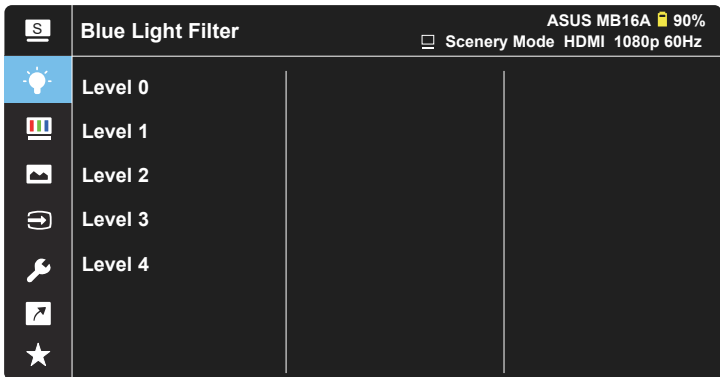 S
Blue Light Filter
ASUS MB16A 90%
Scenery Mode HDMI 1080p 60Hz
Level 0
Level 1
Level 2
Level 3
Level 4